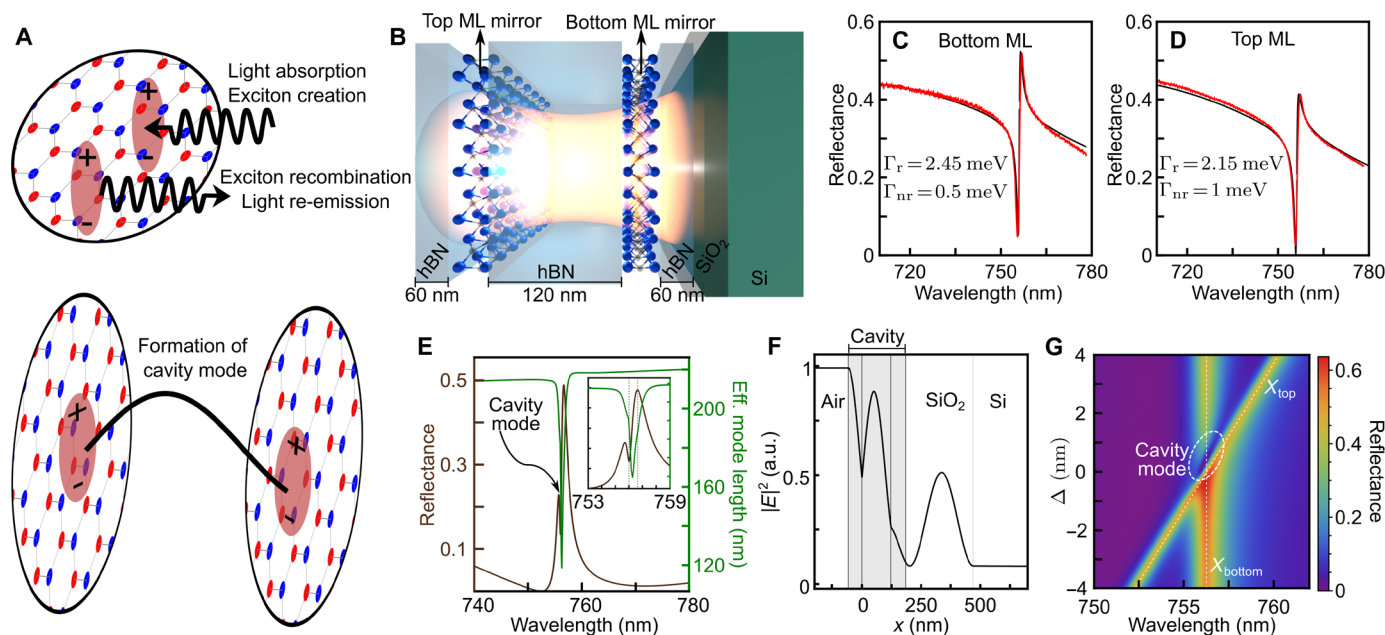 A
Light absorption
Exciton creation
+
-
+
-
Exciton recombination
Light re-emission
Formation of
cavity mode
+
-
+
-
B
Top ML mirror
Bottom ML mirror
hBN
hBN
hBN
SiO2
Si
60 nm
120 nm
60 nm
C
Bottom ML
Reflectance
0.6
0.4
0.2
0
Γr = 2.45 meV
Γnr = 0.5 meV
720
750
780
Wavelength (nm)
D
Top ML
Reflectance
0.6
0.4
0.2
0
Γr = 2.15 meV
Γnr = 1 meV
720
750
780
Wavelength (nm)
E
Reflectance
0.5
0.3
0.1
Cavity
mode
753
759
210
160
110
Eff. mode length (nm)
740
760
780
Wavelength (nm)
F
Cavity
|E|² (a.u.)
1
0.5
0
Air
SiO2
Si
0
250
500
x (nm)
G
Δ (nm)
4
2
0
-2
-4
Xtop
Cavity
mode
Xbottom
750
755
760
Wavelength (nm)
0.6
0.4
0.2
0
Reflectance